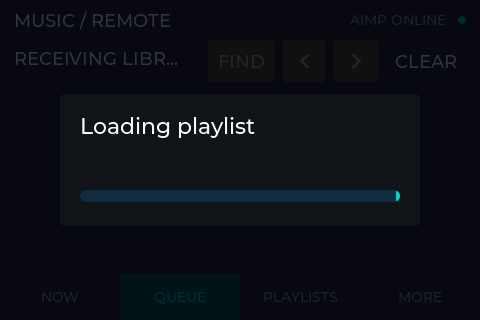 MUSIC / REMOTE
AIMP ONLINE
RECEIVING LIBR...
FIND
CLEAR
Loading playlist
NOW
QUEUE
PLAYLISTS
MORE